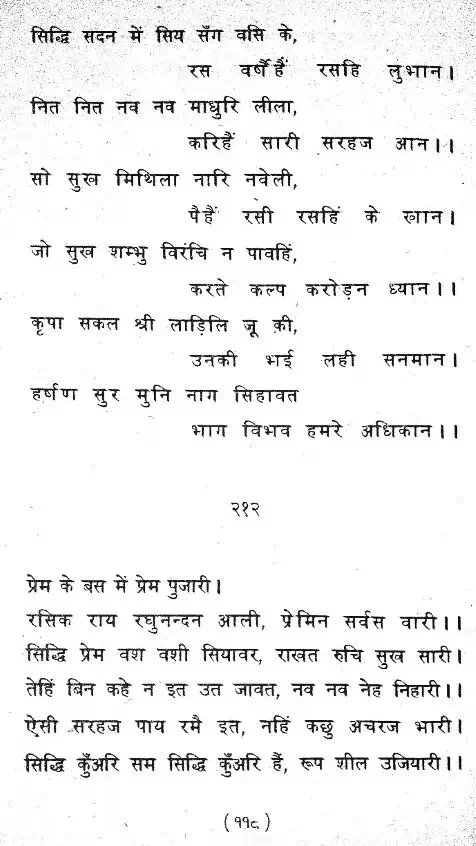 सिद्धि सदन में सिय सँग वसि के,
रस वर्षैहैं रसहि लुभान।
नित नित नव नव माधुरि लीला,
करिहैं सारी सरहज आन।।
सो सुख मिथिला नारि नवेली,
पैहैं रसी रसहिं के खान।
जो सुख शम्भु विरंचि न पावहिं,
करते कल्प करोड़न ध्यान।।
कृपा सकल श्री लाड़िलि जू की,
उनकी भाई लही सनमान।
हर्षण सुर मुनि नाग सिहावत
भाग विभव हमरे अधिकान।।
२१२
प्रेम के बस में प्रेम पुजारी।
रसिक राय रघुनन्दन आली, प्रेमिन सर्वस वारी।।
सिद्धि प्रेम वश वशी सियावर, राखत रुचि सुख सारी।
तेहिं बिन कहे न इत उत जावत, नव नव नेह निहारी।।
ऐसी सरहज पाय रमै इत, नहिं कछु अचरज भारी।
सिद्धि कुँअरि सम सिद्धि कुँअरि हैं, रूप शील उजियारी।।
(११८)